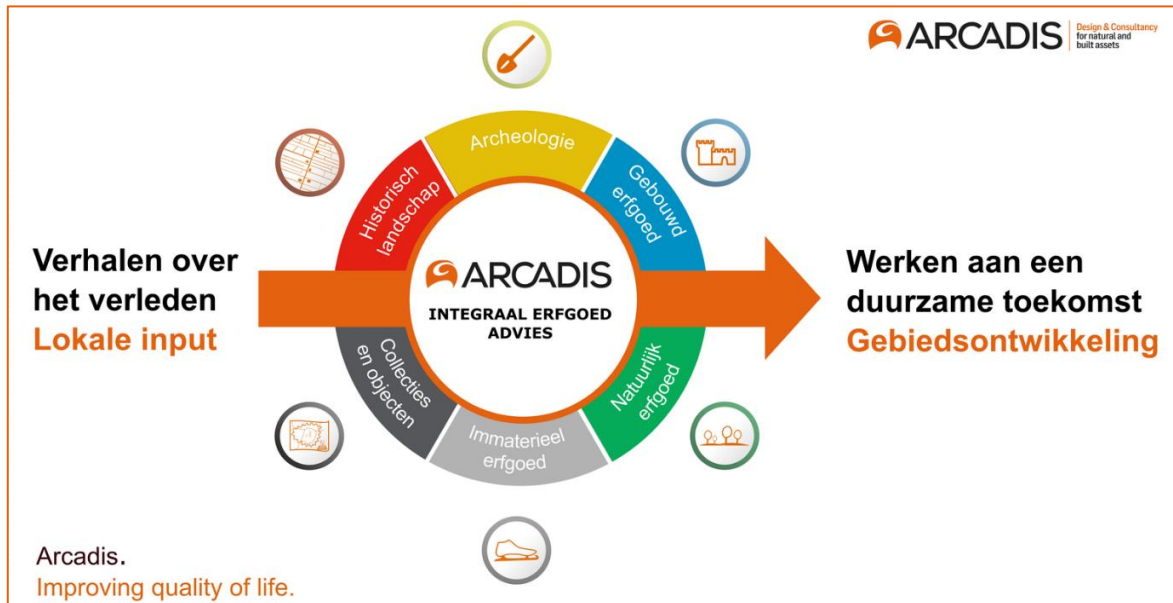 ARCADIS
Design & Consultancy
for natural and
built assets
Archeologie
Historisch
landschap
Gebouwd
erfgoed
Verhalen over
het verleden
Lokale input
ARCADIS
INTEGRAAL ERFGOED
ADVIES
Werken aan een
duurzame toekomst
Gebiedsontwikkeling
Collecties
en objecten
Immaterieel
erfgoed
Natuurlijk
erfgoed
Arcadis.
Improving quality of life.